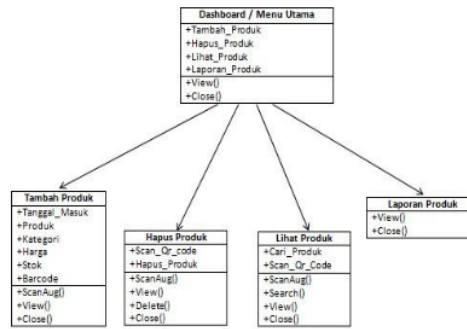 Dashboard / Menu Utama
+Tambah_Produk
+Hapus_Produk
+Lihat_Produk
+Laporan_Produk
+View()
+Close()
Tambah Produk
+Tanggal_Masuk
+Produk
+Kategori
+Harga
+Stok
+Barcode
+ScanAug()
+View()
+Close()
Hapus Produk
+Scan_Qr_code
+Hapus_Produk
+ScanAug()
+View()
+Delete()
+Close()
Lihat Produk
+Cari_Produk
+Scan_Qr_Code
+ScanAug()
+Search()
+View()
+Close()
Laporan Produk
+View()
+Close()